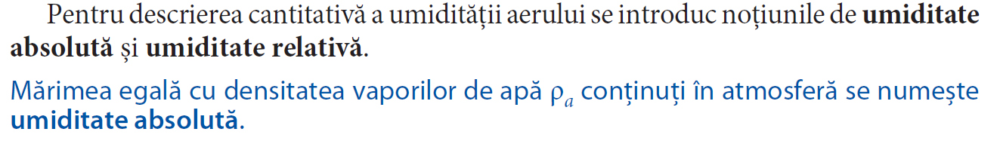 Pentru descrierea cantitativă a umidității aerului se introduc noțiunile de umiditate
absolută și umiditate relativă.
Mărimea egală cu densitatea vaporilor de apă ρₐ conținuți în atmosferă se numește
umiditate absolută.